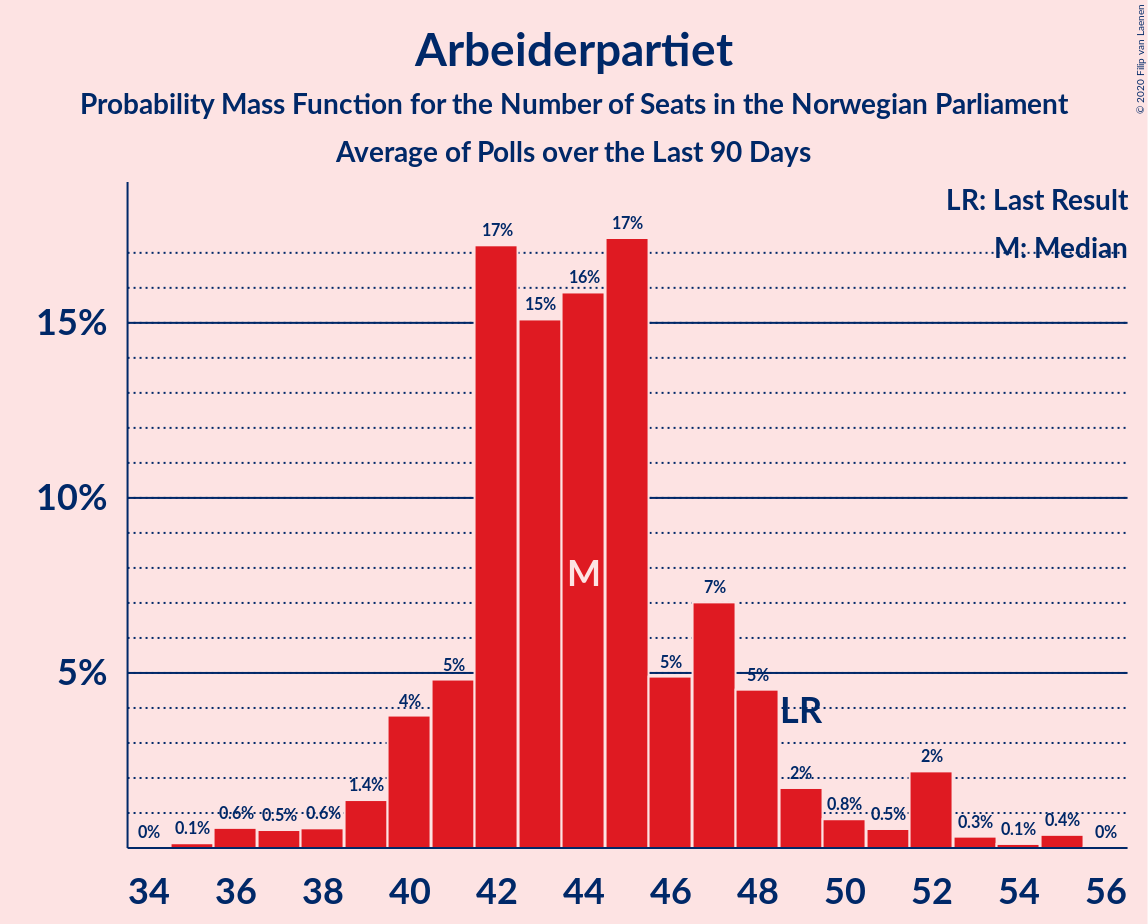 Arbeiderpartiet
Probability Mass Function for the Number of Seats in the Norwegian Parliament
Average of Polls over the Last 90 Days
© 2020 Filip van Laenen
LR: Last Result
M: Median
15%
10%
5%
0%
0.1%
0.6%
0.5%
0.6%
1.4%
4%
5%
17%
15%
16%
17%
5%
7%
5%
2%
0.8%
0.5%
2%
0.3%
0.1%
0.4%
0%
M
LR
34 36 38 40 42 44 46 48 50 52 54 56